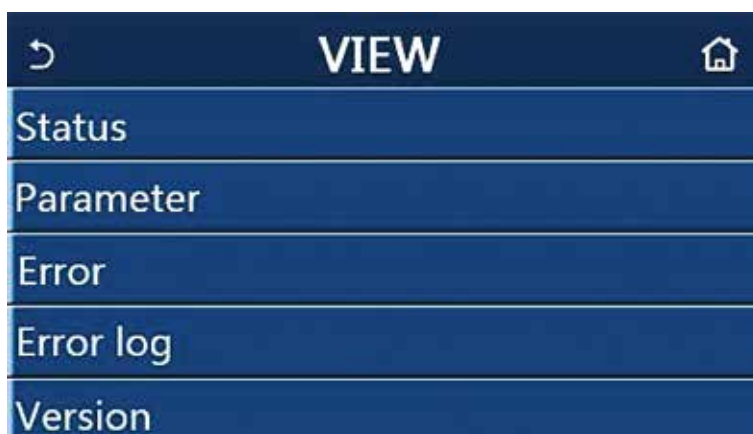 VIEW
Status
Parameter
Error
Error log
Version